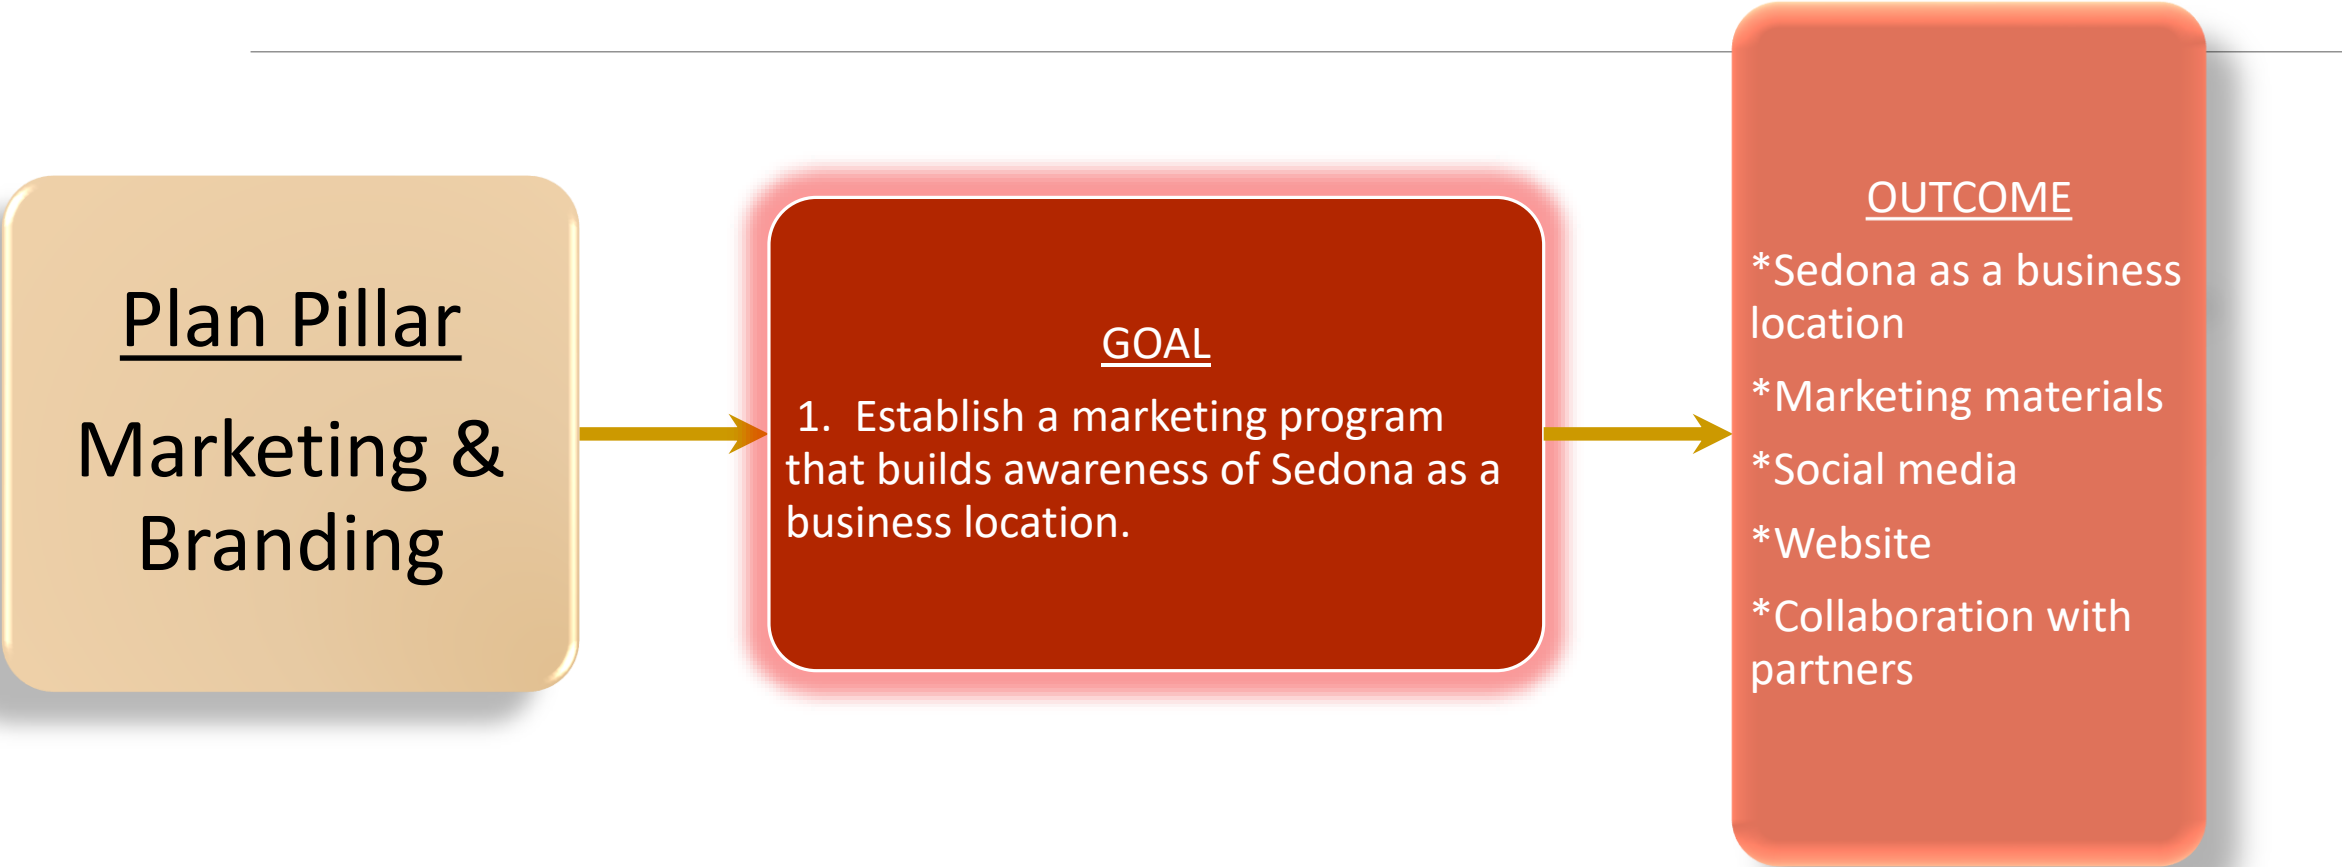 Plan Pillar
Marketing &
Branding
GOAL
1. Establish a marketing program
that builds awareness of Sedona as a
business location.
OUTCOME
*Sedona as a business
location
*Marketing materials
*Social media
*Website
*Collaboration with
partners